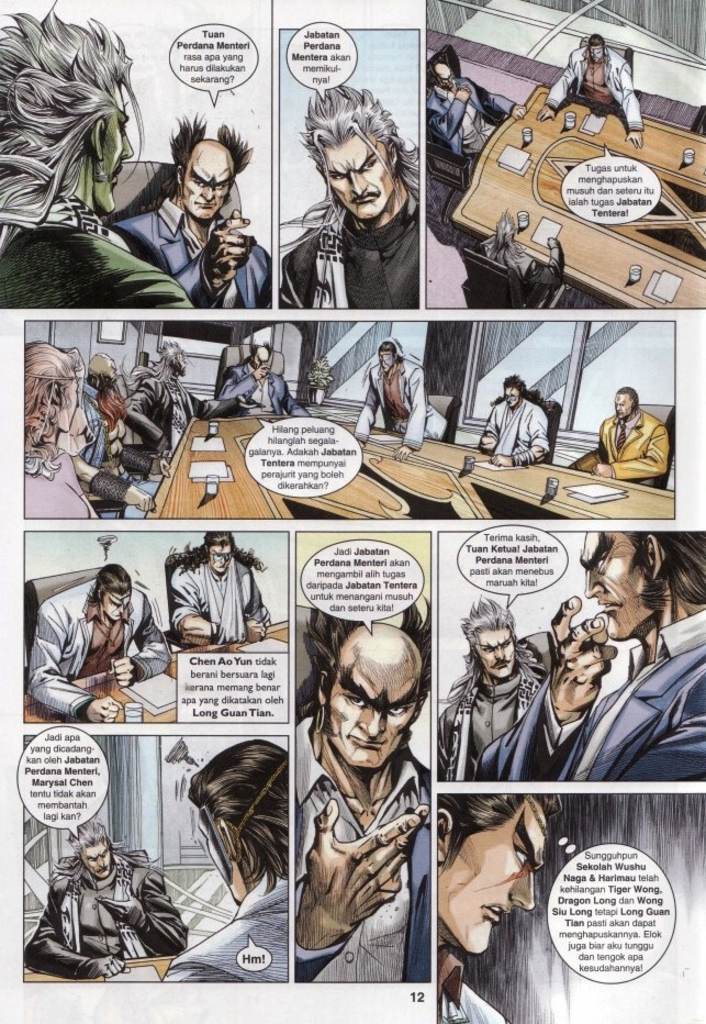 Tuan
Perdana Menteri
rasa apa yang
harus dilakukan
sekarang?
Jabatan
Perdana
Mentera akan
memikul-
nya!
Tugas untuk
menghapuskan
musuh dan seteru itu
ialah tugas Jabatan
Tentera!
Hilang peluang
hilanglah segala-
galanya. Adakah Jabatan
Tentera mempunyai
perajurit yang boleh
dikerahkan?
Chen Ao Yun tidak
berani bersuara lagi
kerana memang benar
apa yang dikatakan oleh
Long Guan Tian.
Jadi Jabatan
Perdana Menteri akan
mengambil alih tugas
daripada Jabatan Tentera
untuk menghapuskan
musuh dan seteru kita!
Terima kasih,
Tuan Ketua! Jabatan
Perdana Menteri
pasti akan menebus
maruah kita!
Jadi apa
yang dicadang-
kan oleh Jabatan
Perdana Menteri,
Marysal Chen
tentu tidak akan
membantah
lagi kan?
Hm!
Sungguhpun
Sekolah Wushu
Naga & Harimau telah
kehilangan Tiger Wong,
Dragon Long dan Wong
Siu Long tetapi Long Guan
Tian pasti akan dapat
menghapuskannya. Elok
juga biar aku tunggu
dan tengok apa
kesudahannya!
12